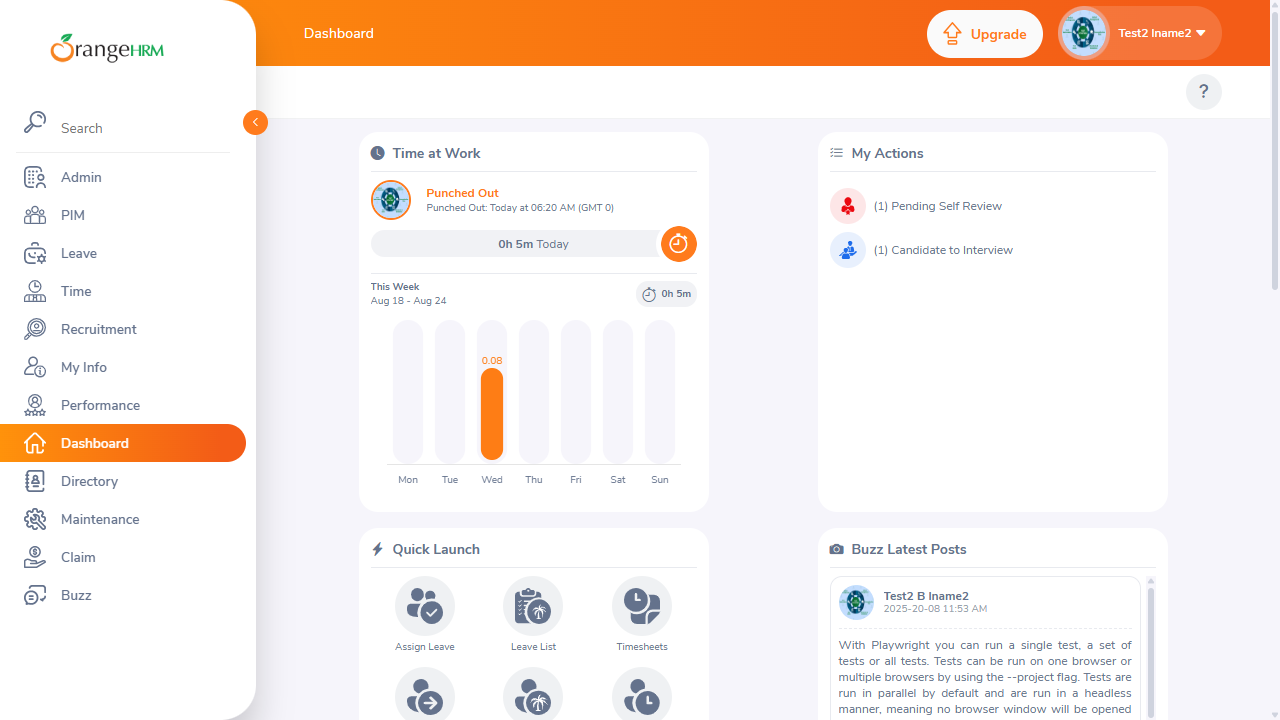 OrangeHRM
Dashboard
Upgrade
Test2 lname2
?
Search
Admin
PIM
Leave
Time
Recruitment
My Info
Performance
Dashboard
Directory
Maintenance
Claim
Buzz
Time at Work
Punched Out
Punched Out: Today at 06:20 AM (GMT 0)
0h 5m Today
This Week
Aug 18 - Aug 24
0h 5m
0.08
Mon Tue Wed Thu Fri Sat Sun
My Actions
(1) Pending Self Review
(1) Candidate to Interview
Quick Launch
Assign Leave
Leave List
Timesheets
Buzz Latest Posts
Test2 B lname2
2025-20-08 11:53 AM
With Playwright you can run a single test, a set of
tests or all tests. Tests can be run on one browser or
multiple browsers by using the --project flag. Tests are
run in parallel by default and are run in a headless
manner, meaning no browser window will be opened